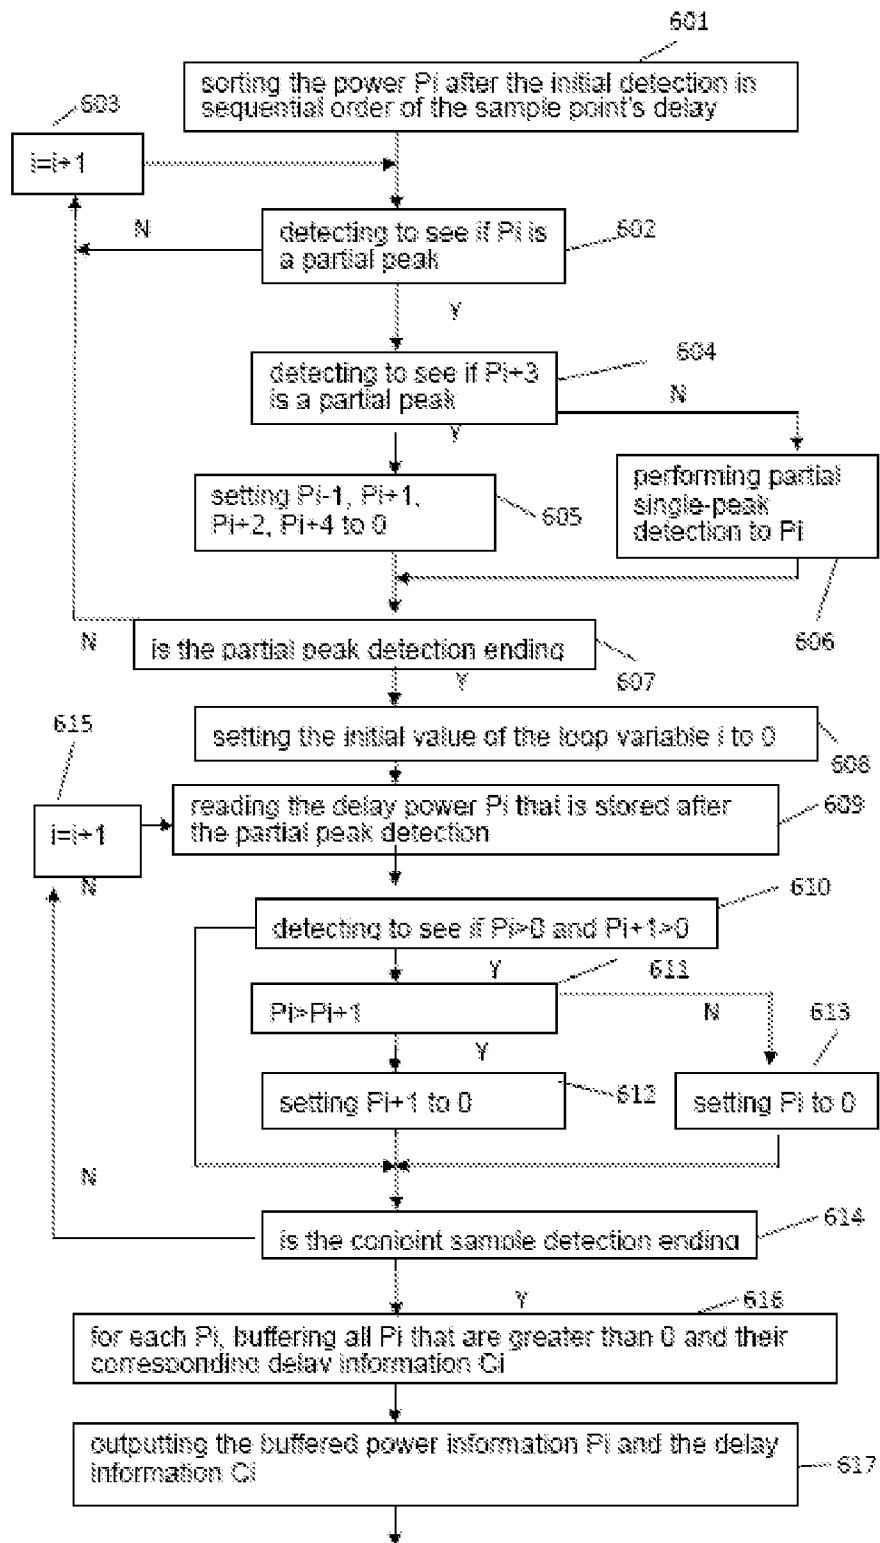 601
sorting the power Pi after the initial detection in
sequential order of the sample point's delay
603
i=i+1
N
detecting to see if Pi is
a partial peak
602
Y
detecting to see if Pi+3
is a partial peak
604
N
Y
setting Pi-1, Pi+1,
Pi+2, Pi+4 to 0
605
performing partial
single-peak
detection to Pi
606
N
is the partial peak detection ending
607
Y
615
setting the initial value of the loop variable i to 0
608
i=i+1
reading the delay power Pi that is stored after
the partial peak detection
609
N
610
detecting to see if Pi>0 and Pi+1>0
Y
611
Pi>Pi+1
N
613
Y
setting Pi+1 to 0
612
setting Pi to 0
N
is the conjoint sample detection ending
614
Y
616
for each Pi, buffering all Pi that are greater than 0 and their
corresponding delay information Ci
outputting the buffered power information Pi and the delay
information Ci
617